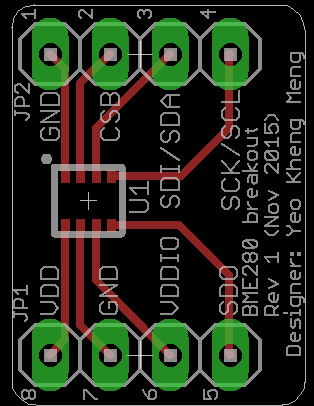 1 2 3 4
JP2
GND CSB SDI/SDA SCK/SCL
U1
VDD GND VDDIO SDO
JP1
8 7 6 5
BME280 breakout
Rev 1 (Nov 2015)
Designer: Yeo Kheng Meng